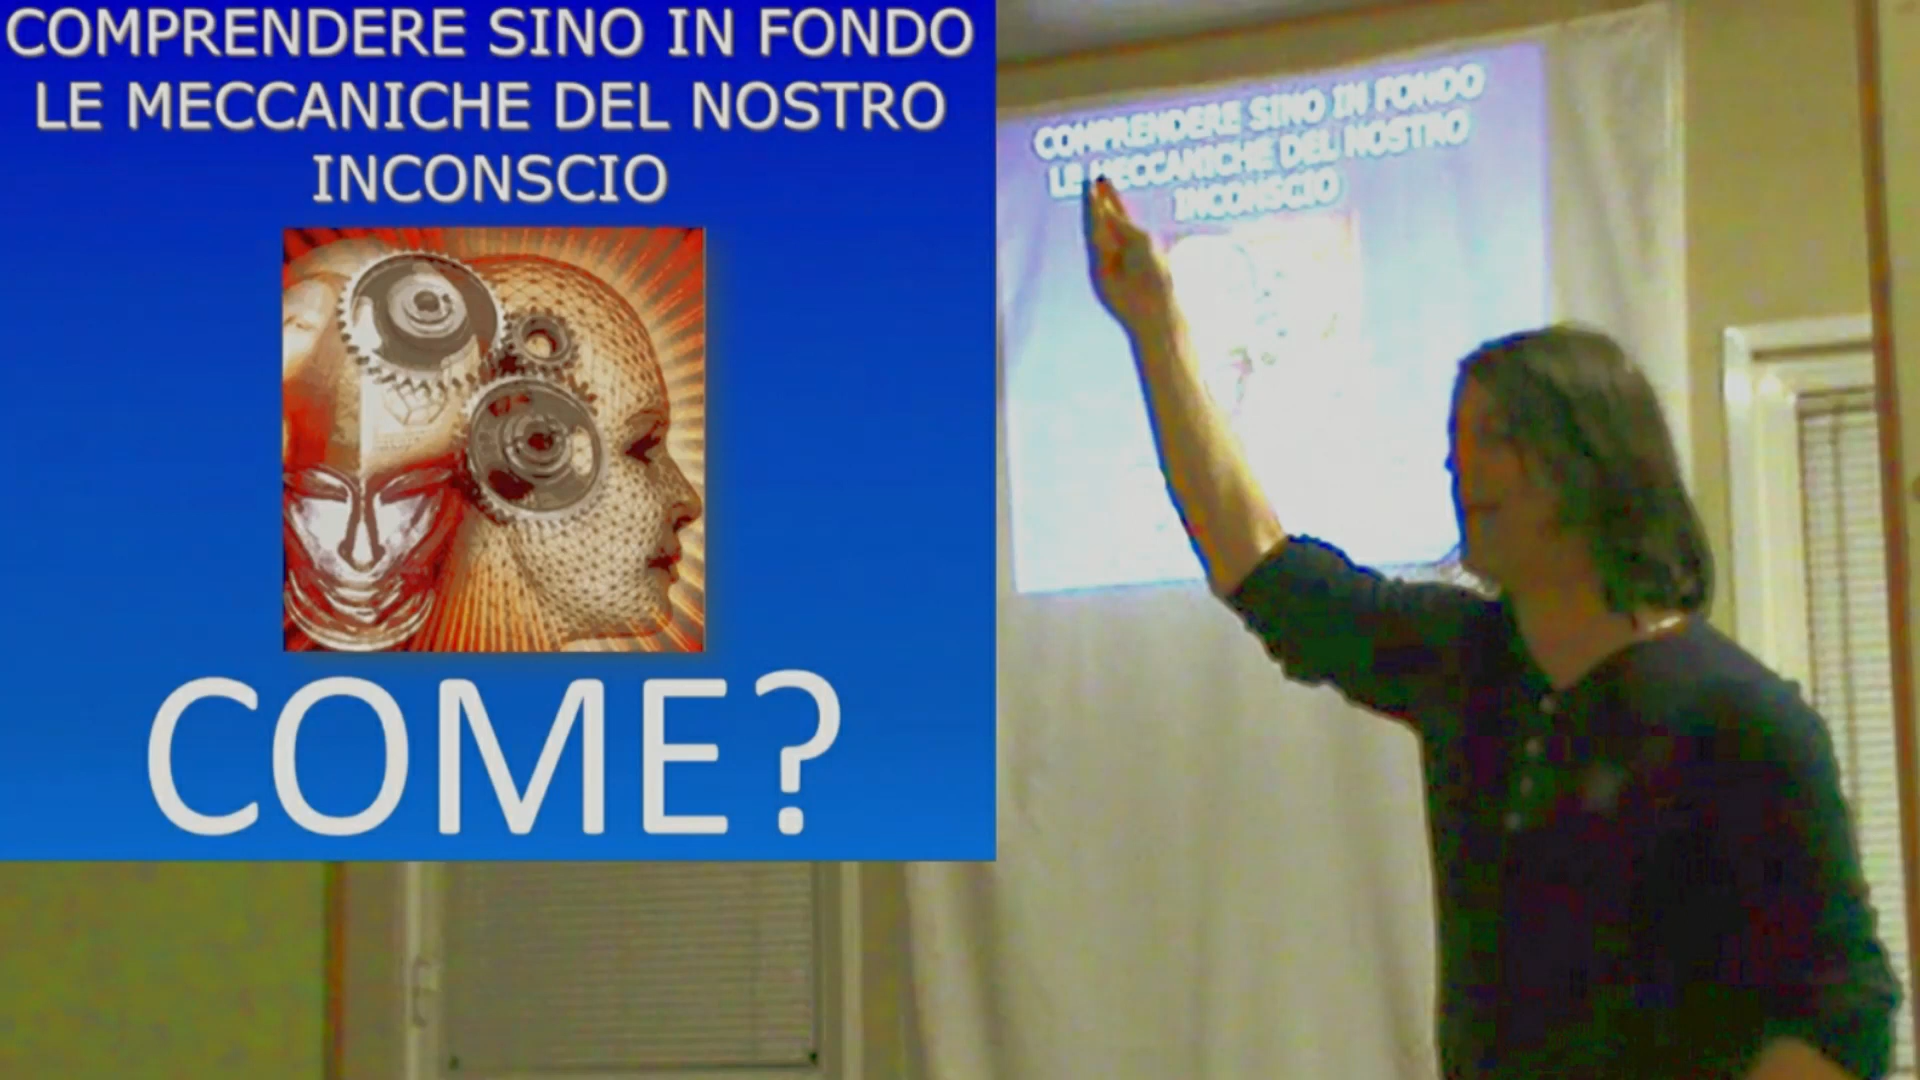 COMPRENDERE SINO IN FONDO
LE MECCANICHE DEL NOSTRO
INCONSCIO
COME?
COMPRENDERE SINO IN FONDO
LE MECCANICHE DEL NOSTRO
INCONSCIO